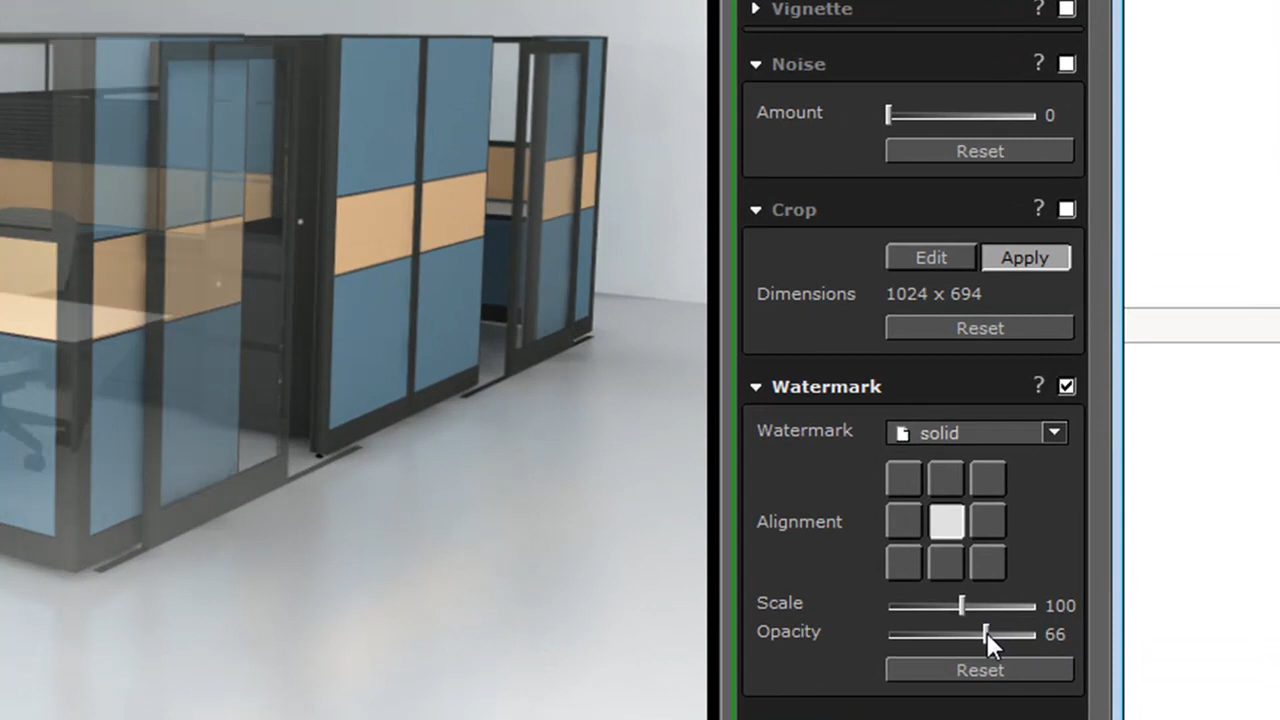 Vignette ?
Noise ?
Amount 0
Reset
Crop ?
Edit Apply
Dimensions 1024 x 694
Reset
Watermark ?
Watermark solid
Alignment
Scale 100
Opacity 66
Reset